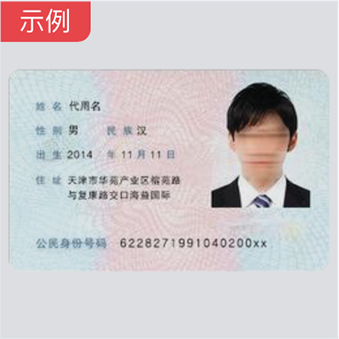 示例
姓名 代用名
性别 男 民族 汉
出生 2014 年 11 月 11 日
住址 天津市华苑产业区榕苑路
与复康路交口海益国际
公民身份号码 6228271991040200xx